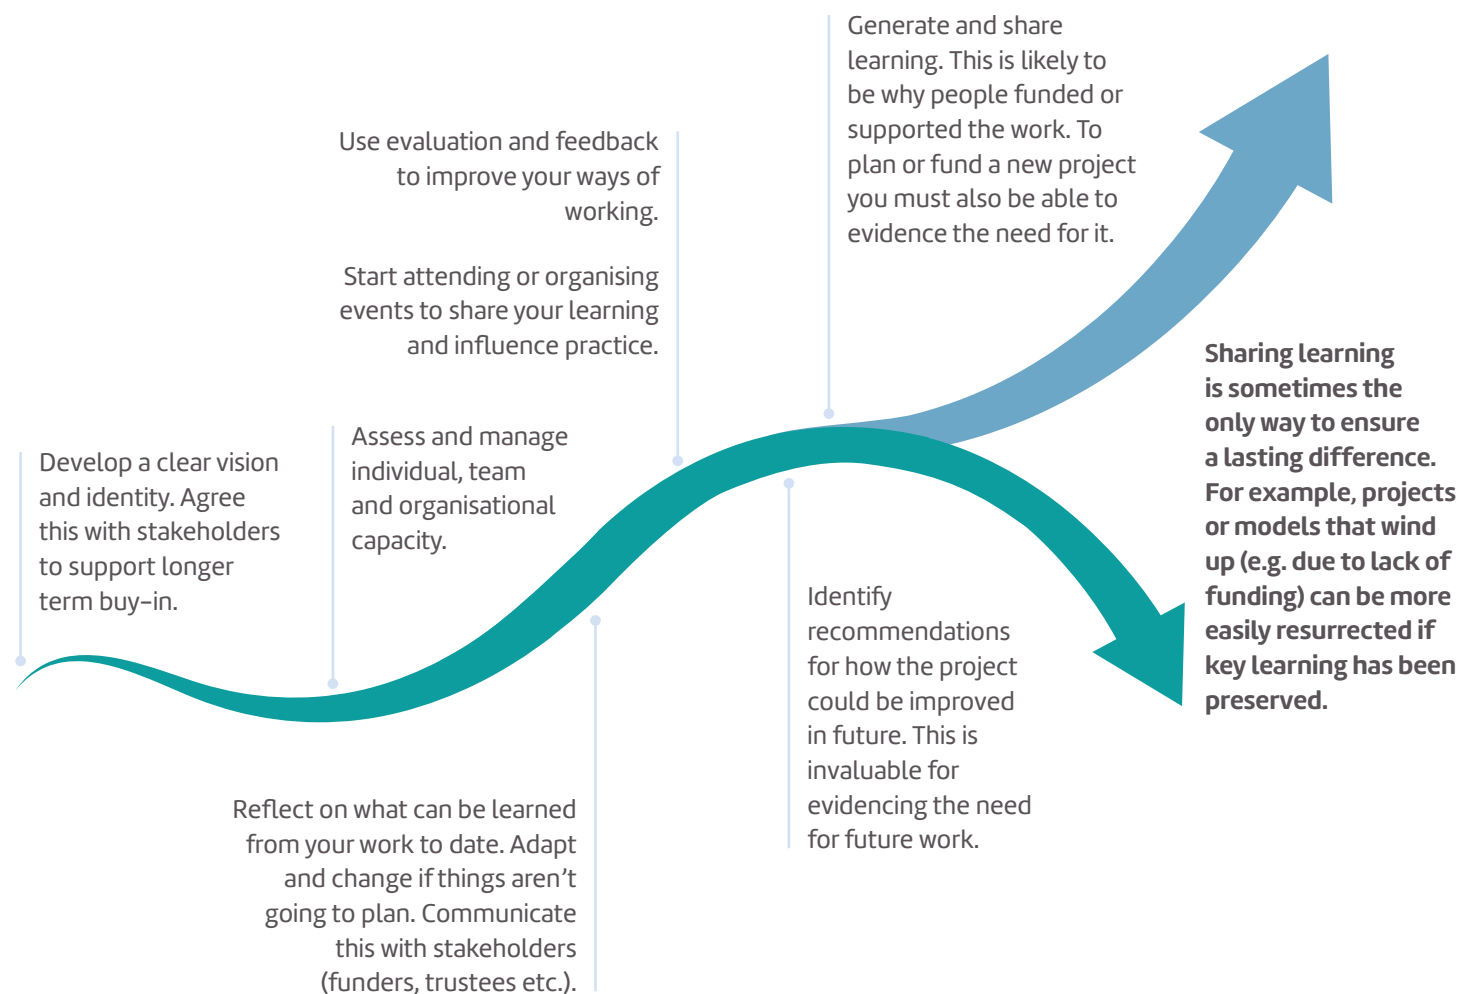 Develop a clear vision
and identity. Agree
this with stakeholders
to support longer
term buy-in.
Assess and manage
individual, team
and organisational
capacity.
Reflect on what can be learned
from your work to date. Adapt
and change if things aren’t
going to plan. Communicate
this with stakeholders
(funders, trustees etc.).
Use evaluation and feedback
to improve your ways of
working.
Start attending or organising
events to share your learning
and influence practice.
Identify
recommendations
for how the project
could be improved
in future. This is
invaluable for
evidencing the need
for future work.
Generate and share
learning. This is likely to
be why people funded or
supported the work. To
plan or fund a new project
you must also be able to
evidence the need for it.
Sharing learning
is sometimes the
only way to ensure
a lasting difference.
For example, projects
or models that wind
up (e.g. due to lack of
funding) can be more
easily resurrected if
key learning has been
preserved.